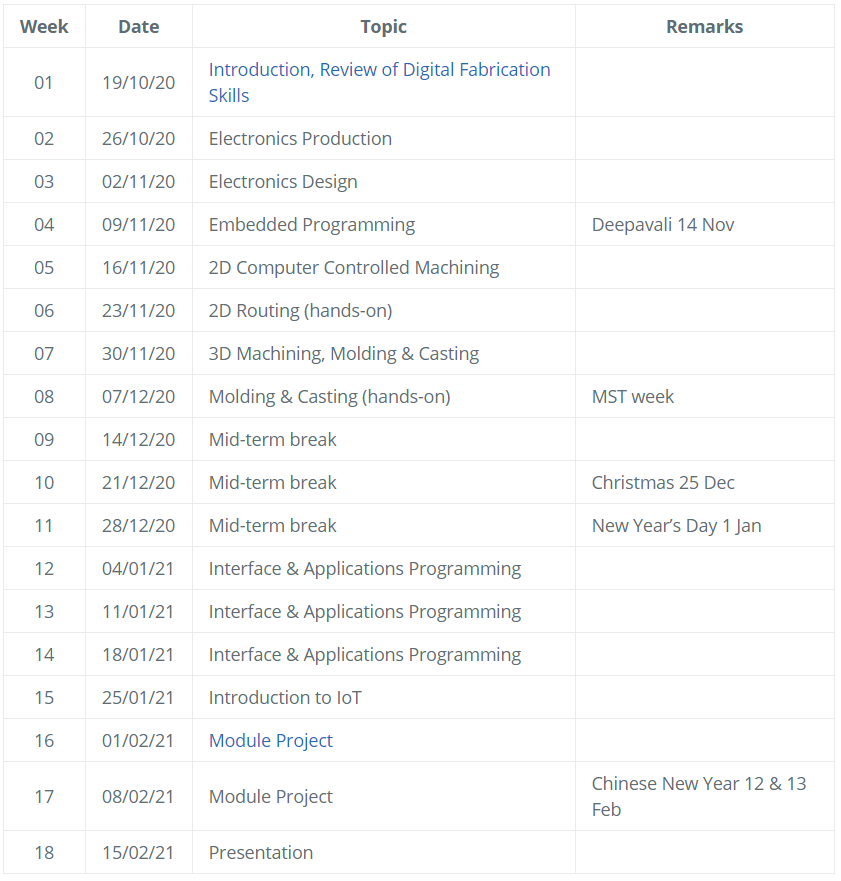 Week Date Topic Remarks
01 19/10/20 Introduction, Review of Digital Fabrication
Skills
02 26/10/20 Electronics Production
03 02/11/20 Electronics Design
04 09/11/20 Embedded Programming Deepavali 14 Nov
05 16/11/20 2D Computer Controlled Machining
06 23/11/20 2D Routing (hands-on)
07 30/11/20 3D Machining, Molding & Casting
08 07/12/20 Molding & Casting (hands-on) MST week
09 14/12/20 Mid-term break
10 21/12/20 Mid-term break Christmas 25 Dec
11 28/12/20 Mid-term break New Year’s Day 1 Jan
12 04/01/21 Interface & Applications Programming
13 11/01/21 Interface & Applications Programming
14 18/01/21 Interface & Applications Programming
15 25/01/21 Introduction to IoT
16 01/02/21 Module Project
17 08/02/21 Module Project Chinese New Year 12 & 13
Feb
18 15/02/21 Presentation